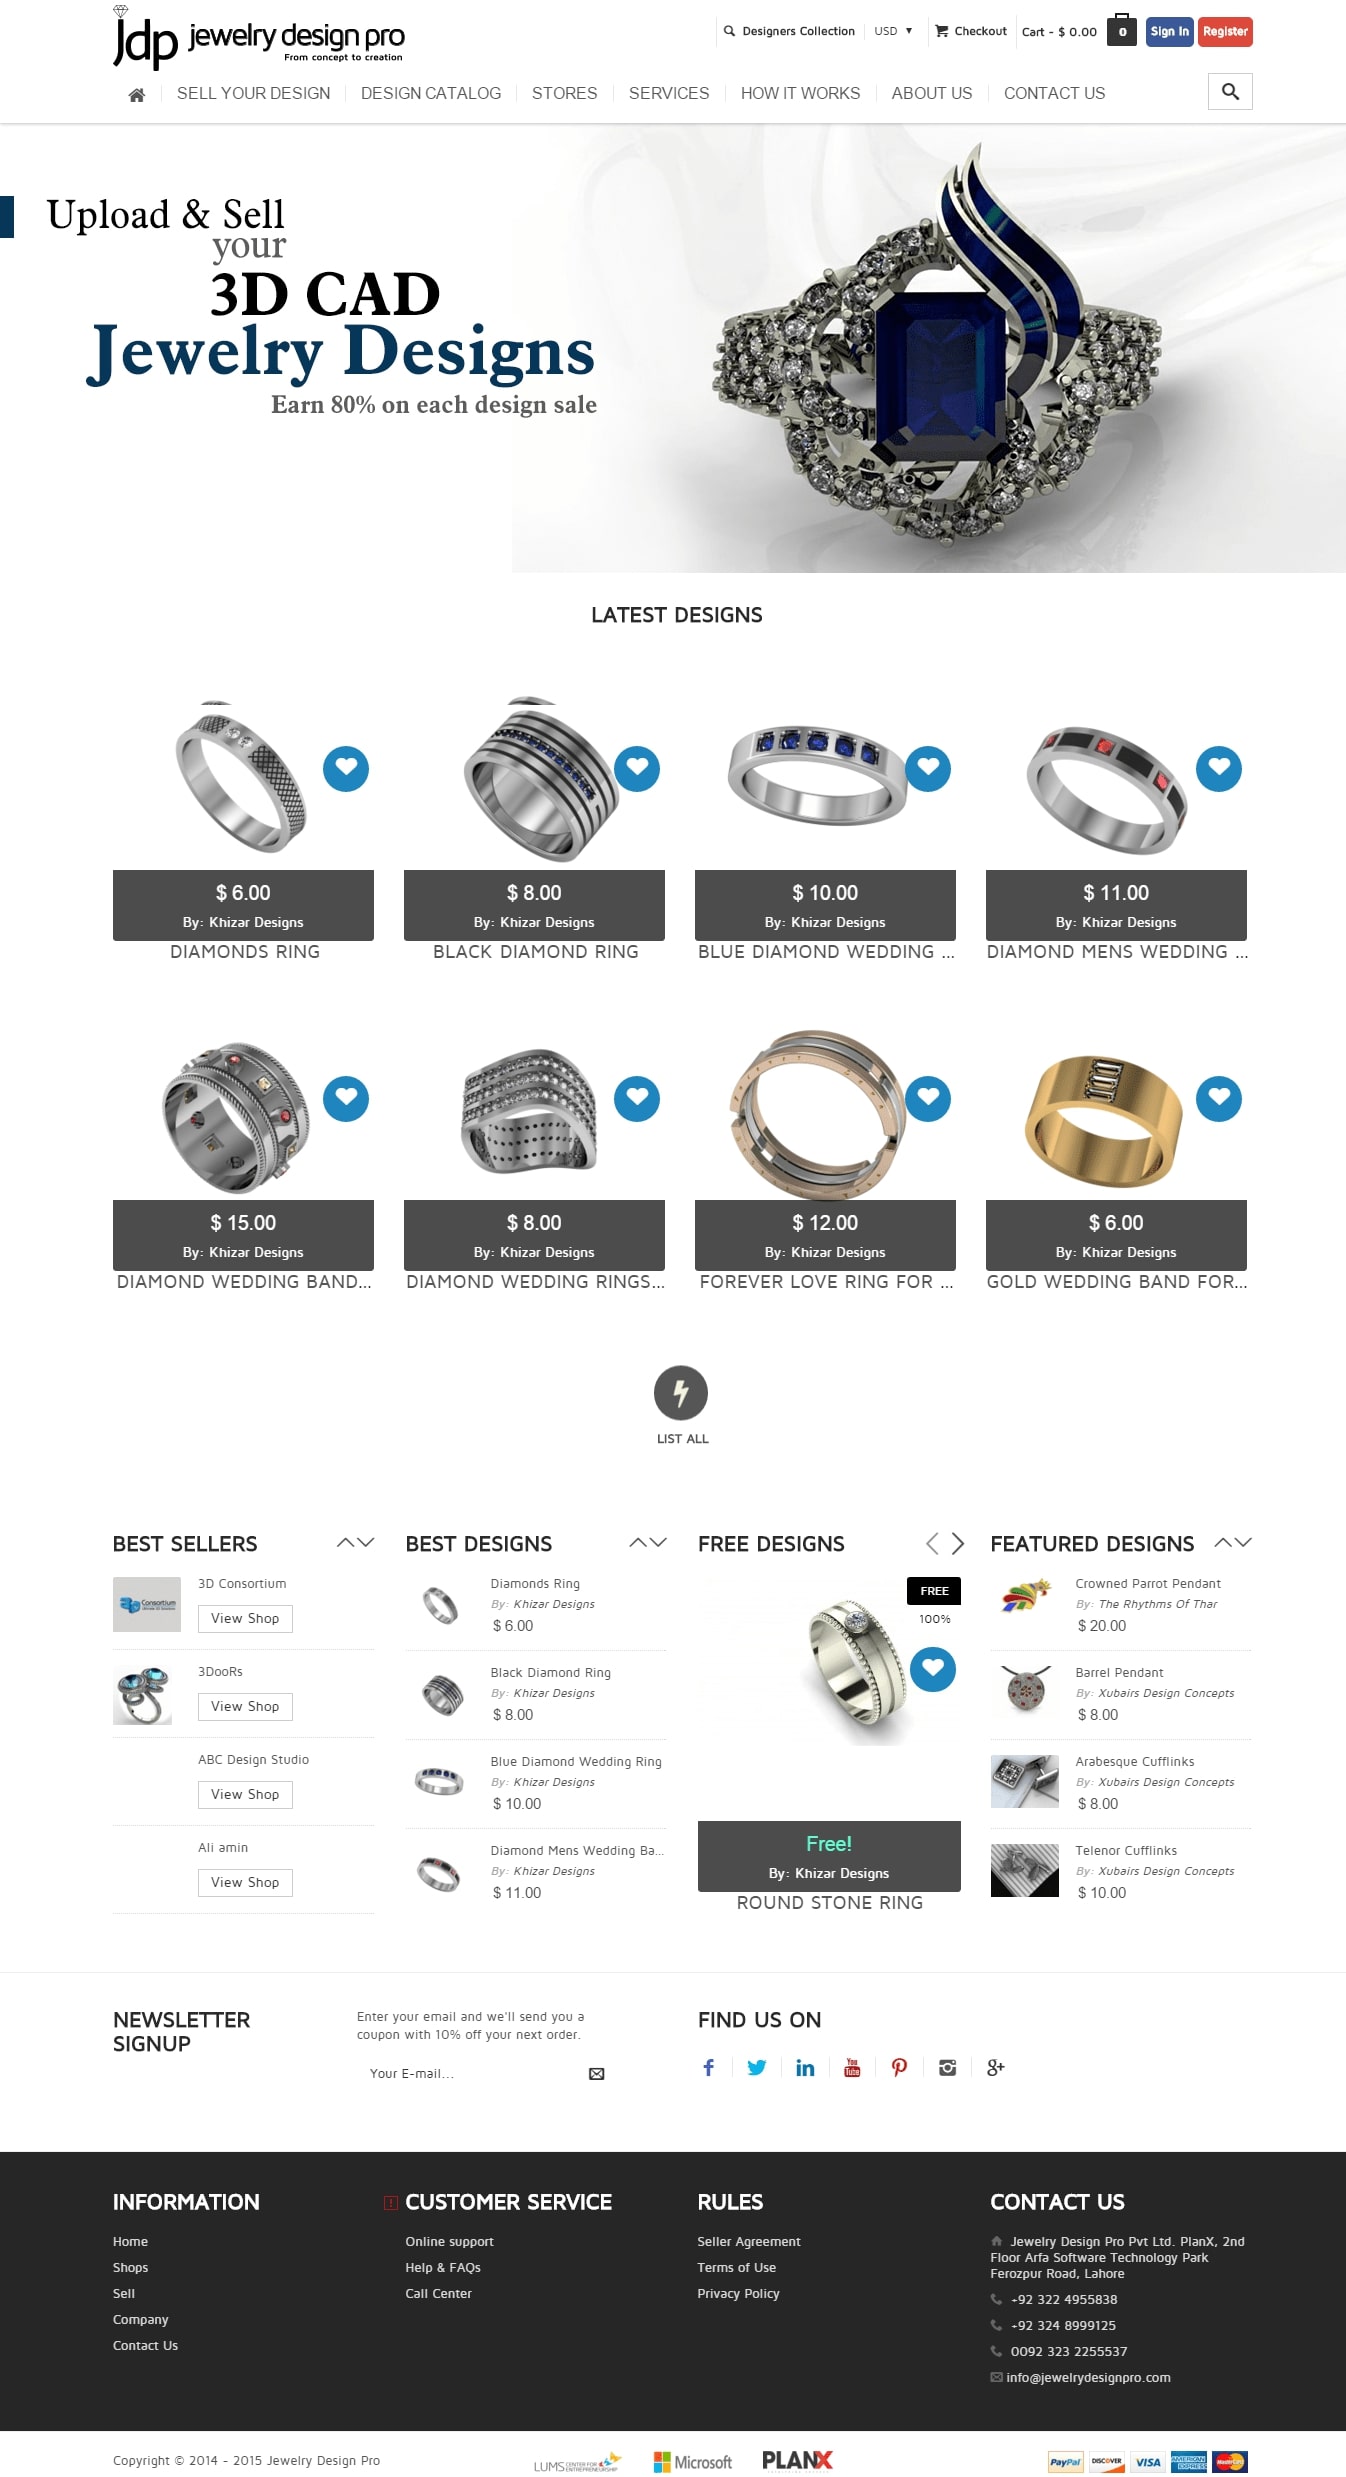 jdp jewelry design pro
From concept to creation
Designers Collection
USD ▼
Checkout
Cart - $ 0.00
0
Sign In
Register
SELL YOUR DESIGN
DESIGN CATALOG
STORES
SERVICES
HOW IT WORKS
ABOUT US
CONTACT US
Upload & Sell
your
3D CAD
Jewelry Designs
Earn 80% on each design sale
LATEST DESIGNS
$ 6.00
By: Khizar Designs
DIAMONDS RING
$ 8.00
By: Khizar Designs
BLACK DIAMOND RING
$ 10.00
By: Khizar Designs
BLUE DIAMOND WEDDING ...
$ 11.00
By: Khizar Designs
DIAMOND MENS WEDDING ...
$ 15.00
By: Khizar Designs
DIAMOND WEDDING BAND...
$ 8.00
By: Khizar Designs
DIAMOND WEDDING RINGS...
$ 12.00
By: Khizar Designs
FOREVER LOVE RING FOR ...
$ 6.00
By: Khizar Designs
GOLD WEDDING BAND FOR...
LIST ALL
BEST SELLERS
Consortium
3D Consortium
View Shop
3DooRs
View Shop
ABC Design Studio
View Shop
Ali amin
View Shop
BEST DESIGNS
Diamonds Ring
By: Khizar Designs
$ 6.00
Black Diamond Ring
By: Khizar Designs
$ 8.00
Blue Diamond Wedding Ring
By: Khizar Designs
$ 10.00
Diamond Mens Wedding Ba...
By: Khizar Designs
$ 11.00
FREE DESIGNS
FREE
100%
Free!
By: Khizar Designs
ROUND STONE RING
FEATURED DESIGNS
Crowned Parrot Pendant
By: The Rhythms Of Thar
$ 20.00
Barrel Pendant
By: Xubairs Design Concepts
$ 8.00
Arabesque Cufflinks
By: Xubairs Design Concepts
$ 8.00
Telenor Cufflinks
By: Xubairs Design Concepts
$ 10.00
NEWSLETTER
SIGNUP
Enter your email and we'll send you a
coupon with 10% off your next order.
Your E-mail...
FIND US ON
You Tube
INFORMATION
Home
Shops
Sell
Company
Contact Us
CUSTOMER SERVICE
Online support
Help & FAQs
Call Center
RULES
Seller Agreement
Terms of Use
Privacy Policy
CONTACT US
Jewelry Design Pro Pvt Ltd. PlanX, 2nd
Floor Arfa Software Technology Park
Ferozpur Road, Lahore
+92 322 4955838
+92 324 8999125
0092 323 2255537
info@jewelrydesignpro.com
Copyright © 2014 - 2015 Jewelry Design Pro
LUMS CENTER FOR ENTREPRENEURSHIP
Microsoft
PLANX
PayPal
DISCOVER
VISA
AMERICAN EXPRESS
MasterCard